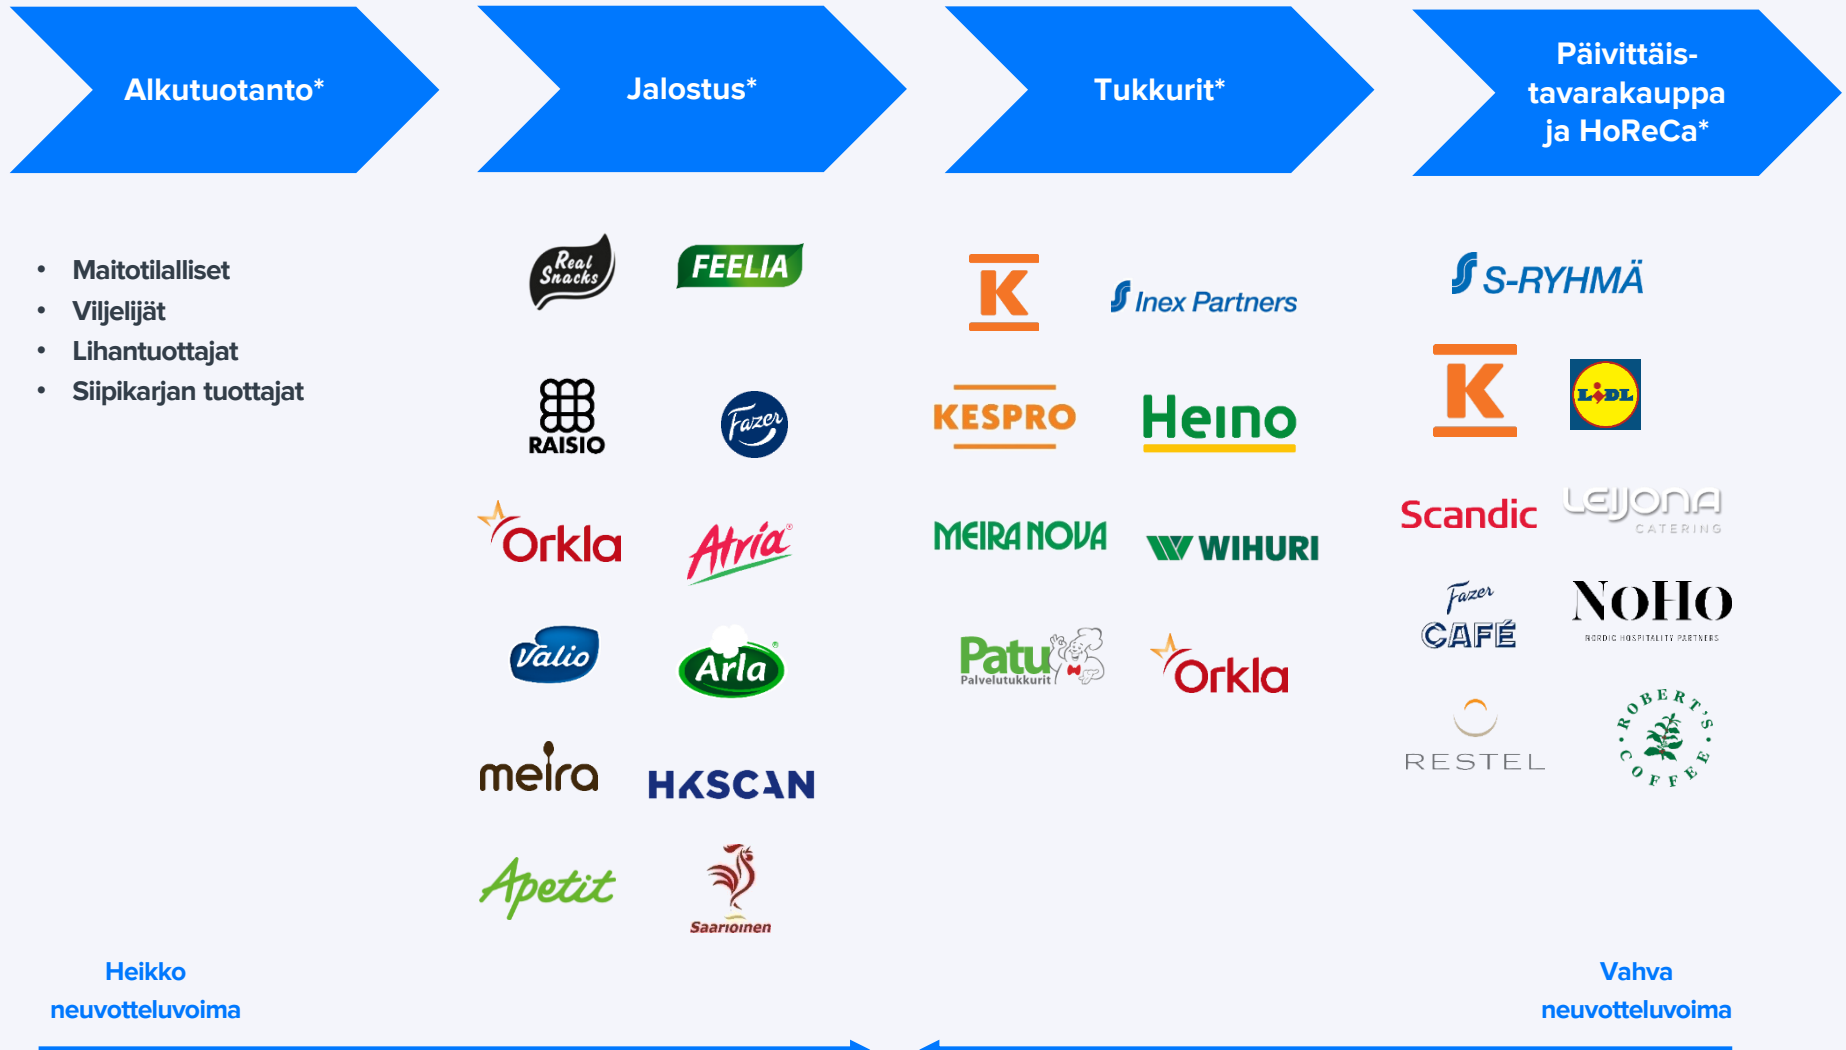 Alkutuotanto*
Jalostus*
Tukkurit*
Päivittäis-
tavarakauppa
ja HoReCa*
• Maitotilalliset
• Viljelijät
• Lihantuottajat
• Siipikarjan tuottajat
Real
Snacks
FEELIA
RAISIO
Fazer
Orkla
Atria®
Valio
Arla®
meira
HKSCAN
Apetit
Saarioinen
K
Inex Partners
KESPRO
Heino
MEIRA NOVA
WIHURI
Patu
Palvelutukkurit
Orkla
S-RYHMÄ
K
LIDL
Scandic
LEIJONA
CATERING
Fazer
CAFÉ
NOHO
NORDIC HOSPITALITY PARTNERS
RESTEL
ROBERT'S
COFFEE
Heikko
neuvotteluvoima
Vahva
neuvotteluvoima